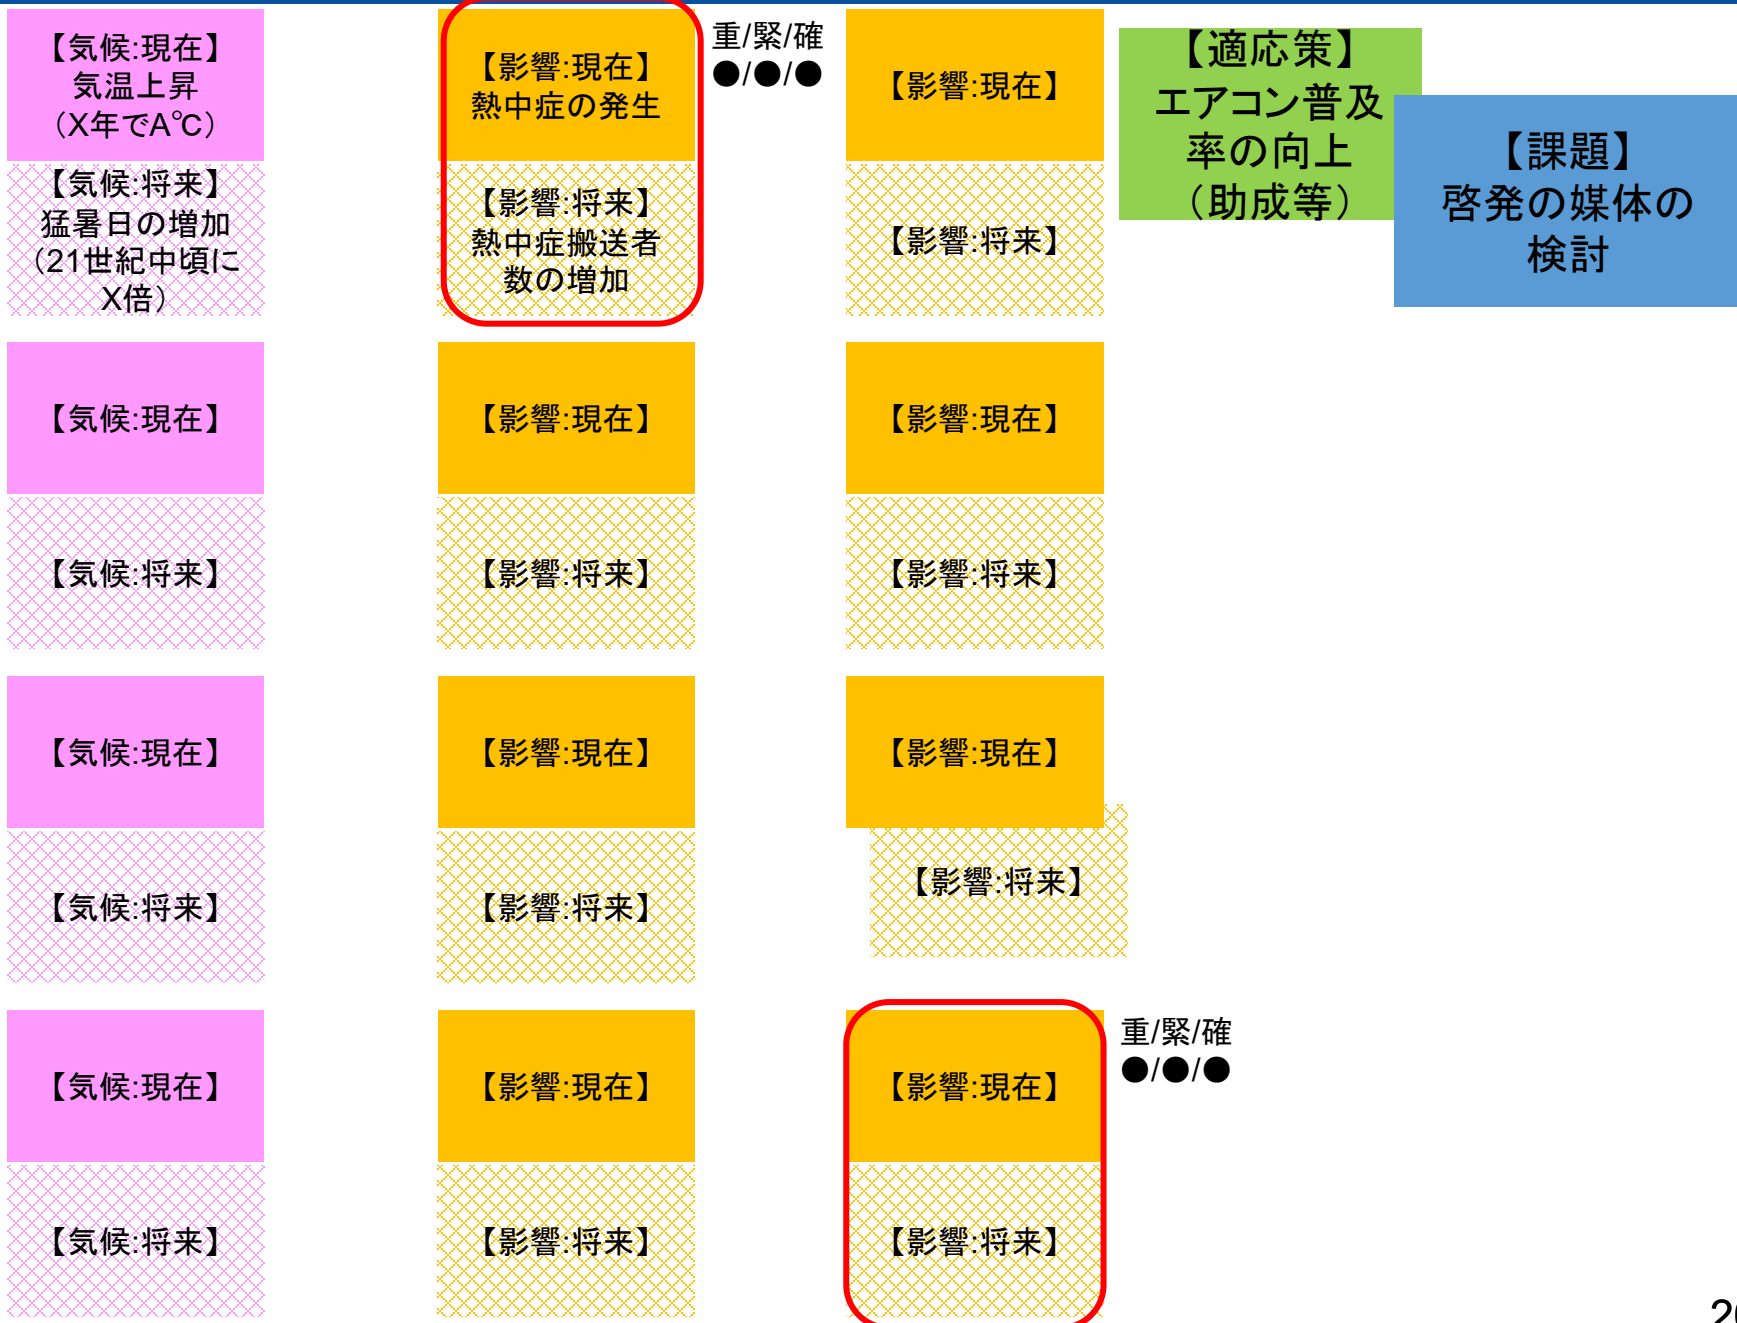 【気候:現在】
気温上昇
（X年でA℃）
【気候:将来】
猛暑日の増加
（21世紀中頃に
X倍）
【影響:現在】
熱中症の発生
【影響:将来】
熱中症搬送者
数の増加
重/緊/確
●/●/●
【影響:現在】
【影響:将来】
【適応策】
エアコン普及
率の向上
（助成等）
【課題】
啓発の媒体の
検討
【気候:現在】
【影響:現在】
【影響:現在】
【気候:将来】
【影響:将来】
【影響:将来】
【気候:現在】
【影響:現在】
【影響:現在】
【気候:将来】
【影響:将来】
【影響:将来】
【気候:現在】
【影響:現在】
【影響:現在】
重/緊/確
●/●/●
【気候:将来】
【影響:将来】
【影響:将来】